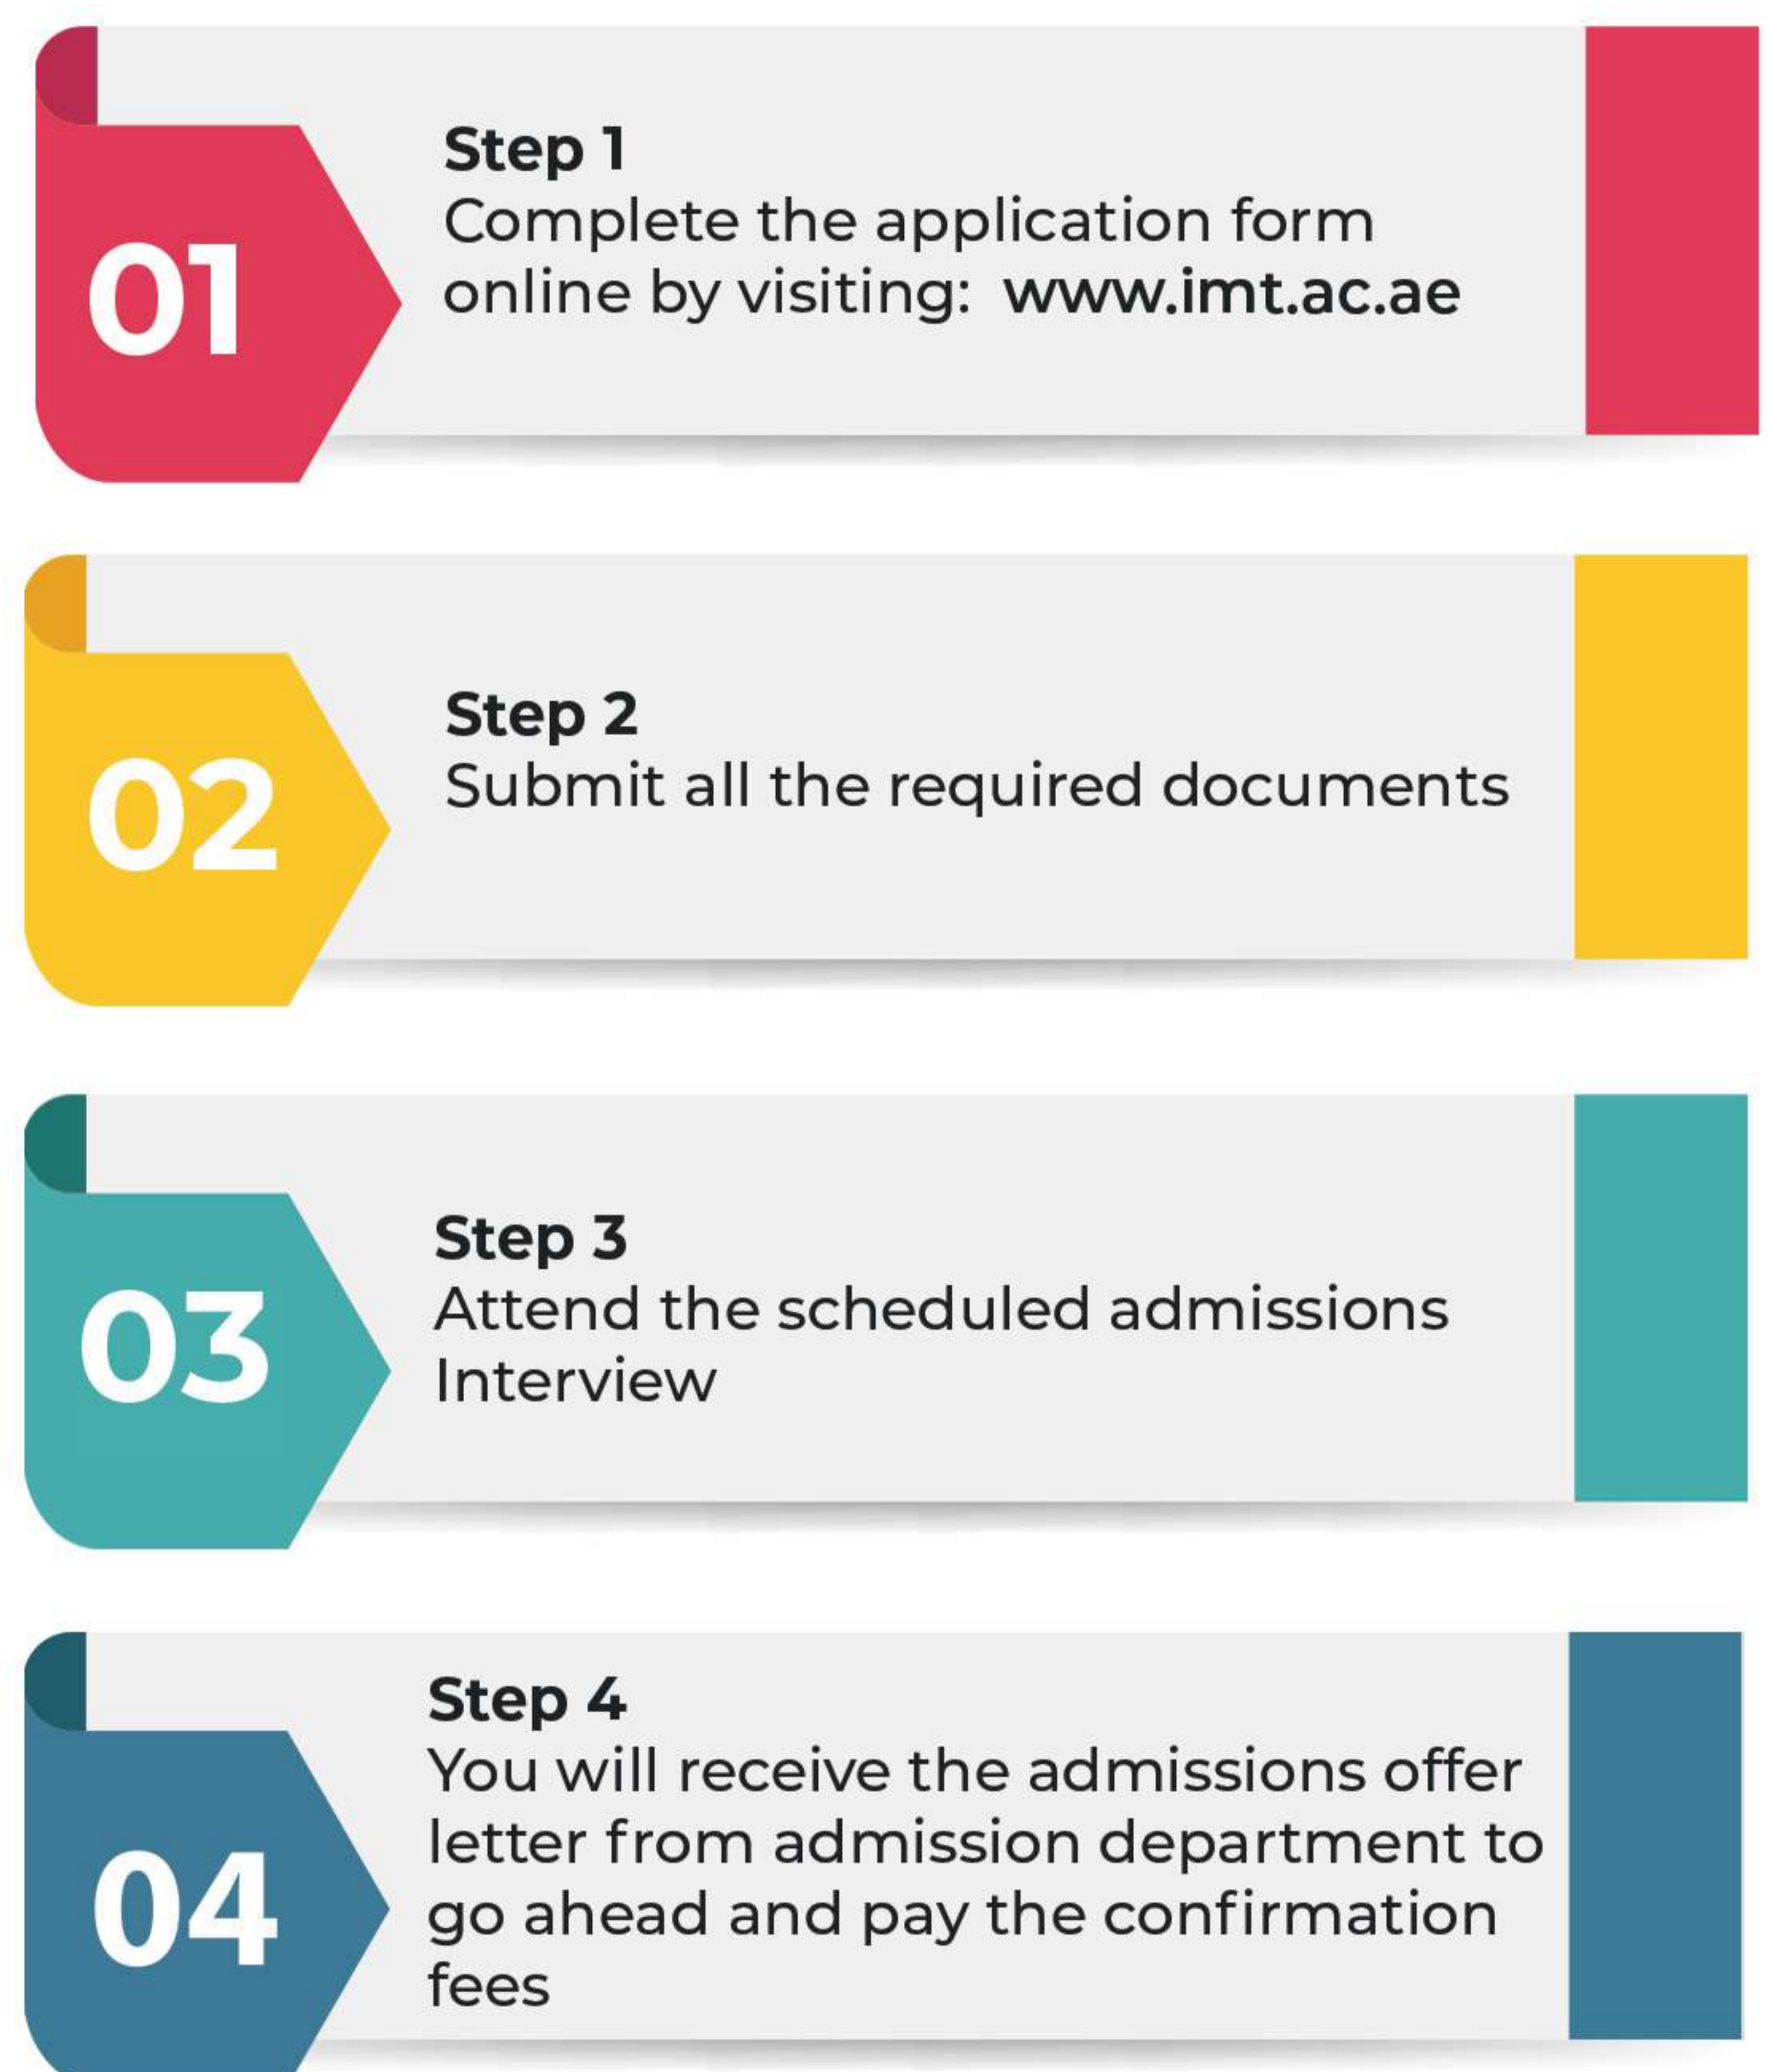 01
Step 1
Complete the application form
online by visiting: www.imt.ac.ae
02
Step 2
Submit all the required documents
03
Step 3
Attend the scheduled admissions
Interview
04
Step 4
You will receive the admissions offer
letter from admission department to
go ahead and pay the confirmation
fees